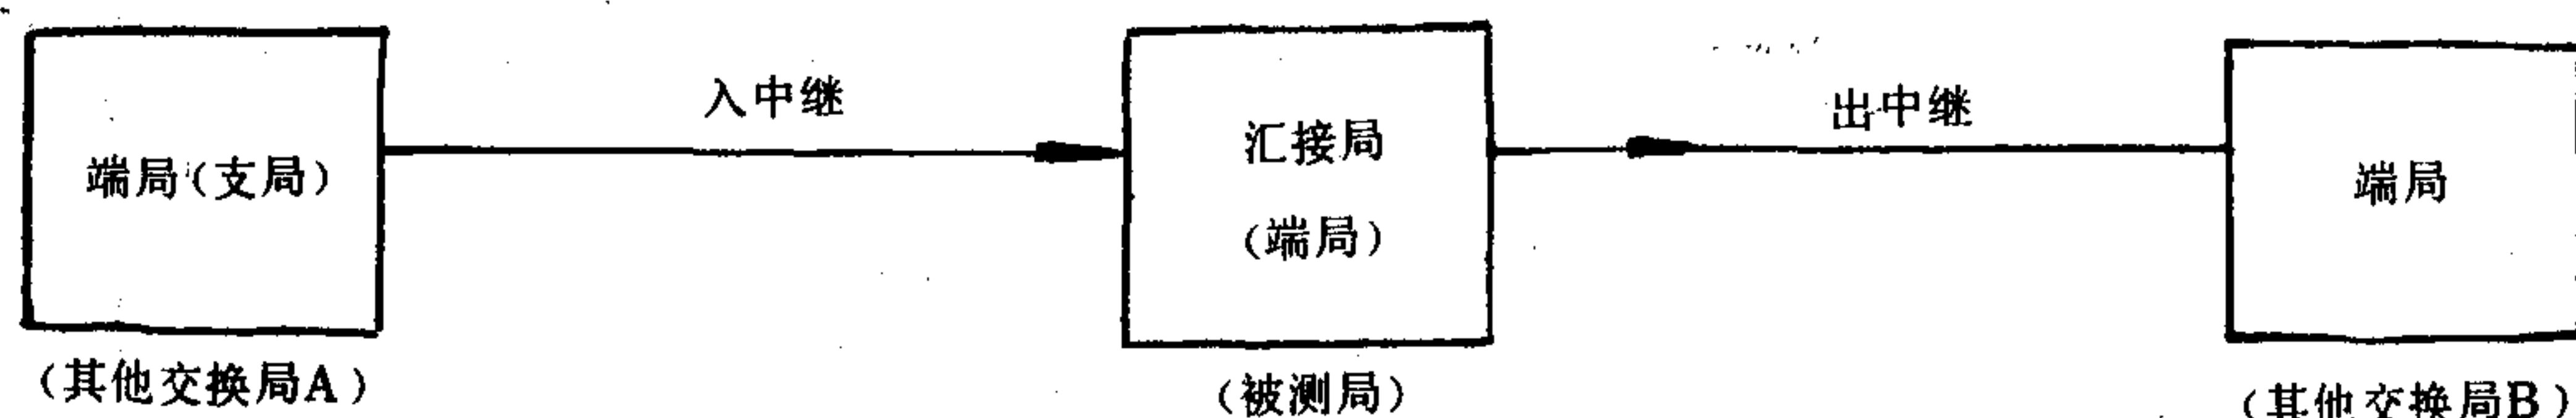 入中继
出中继
端局(支局)
汇接局
(端局)
端局
(其他交换局A)
(被测局)
(其他交换局B)